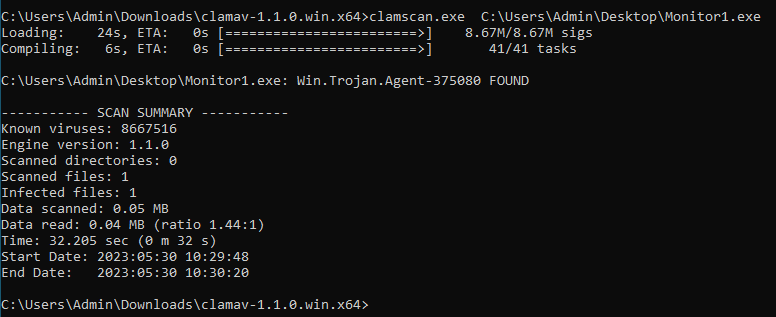 C:\Users\Admin\Downloads\clamav-1.1.0.win.x64>clamscan.exe  C:\Users\Admin\Desktop\Monitor1.exe
Loading:    24s, ETA:   0s [========================>]    8.67M/8.67M sigs
Compiling:   6s, ETA:   0s [========================>]       41/41 tasks
C:\Users\Admin\Desktop\Monitor1.exe: Win.Trojan.Agent-375080 FOUND
----------- SCAN SUMMARY -----------
Known viruses: 8667516
Engine version: 1.1.0
Scanned directories: 0
Scanned files: 1
Infected files: 1
Data scanned: 0.05 MB
Data read: 0.04 MB (ratio 1.44:1)
Time: 32.205 sec (0 m 32 s)
Start Date: 2023:05:30 10:29:48
End Date:   2023:05:30 10:30:20
C:\Users\Admin\Downloads\clamav-1.1.0.win.x64>